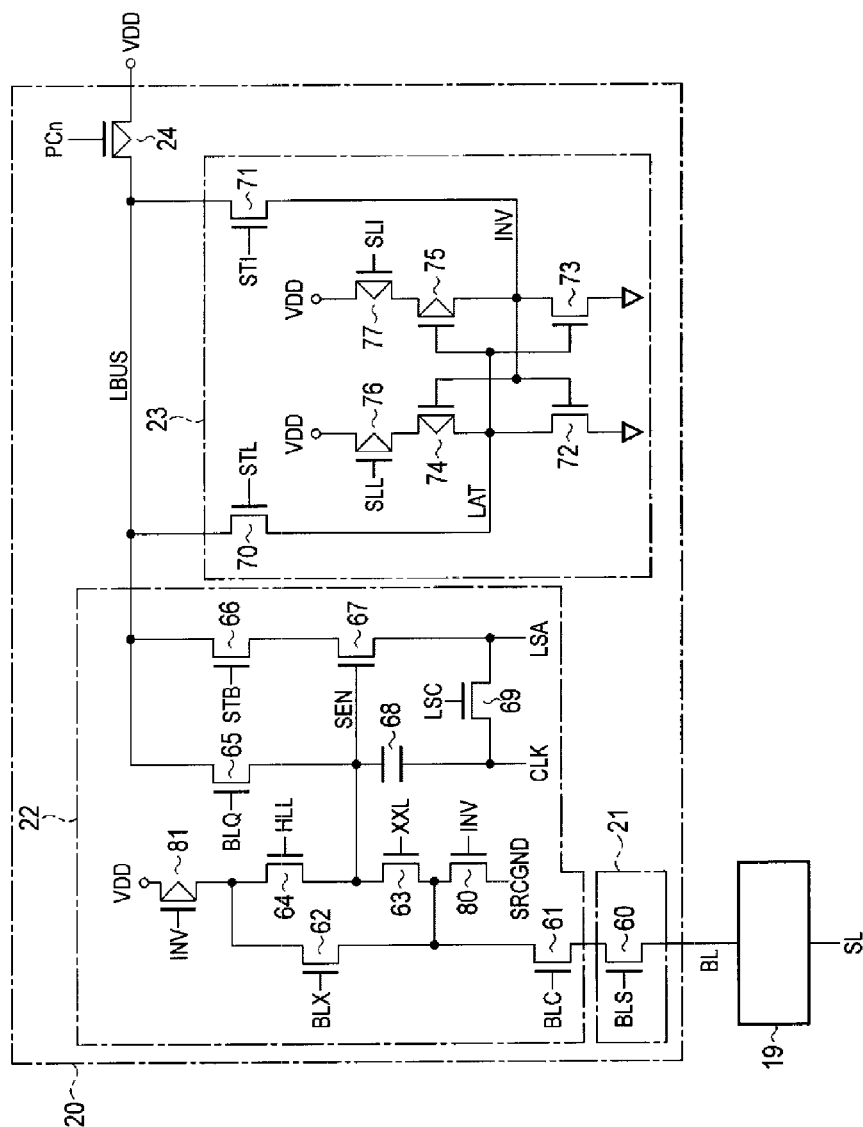 VDD
PCn
24
LBUS
23
71
STI
INV
VDD
SLI
77
75
73
VDD
76
SLL
74
72
STL
70
LAT
22
66
STB
67
LSA
65
BLQ
SEN
68
LSC
69
CLK
VDD
81
INV
HLL
64
XXL
63
INV
80
SRCGND
62
BLX
61
BLC
21
60
BLS
BL
20
19
SL